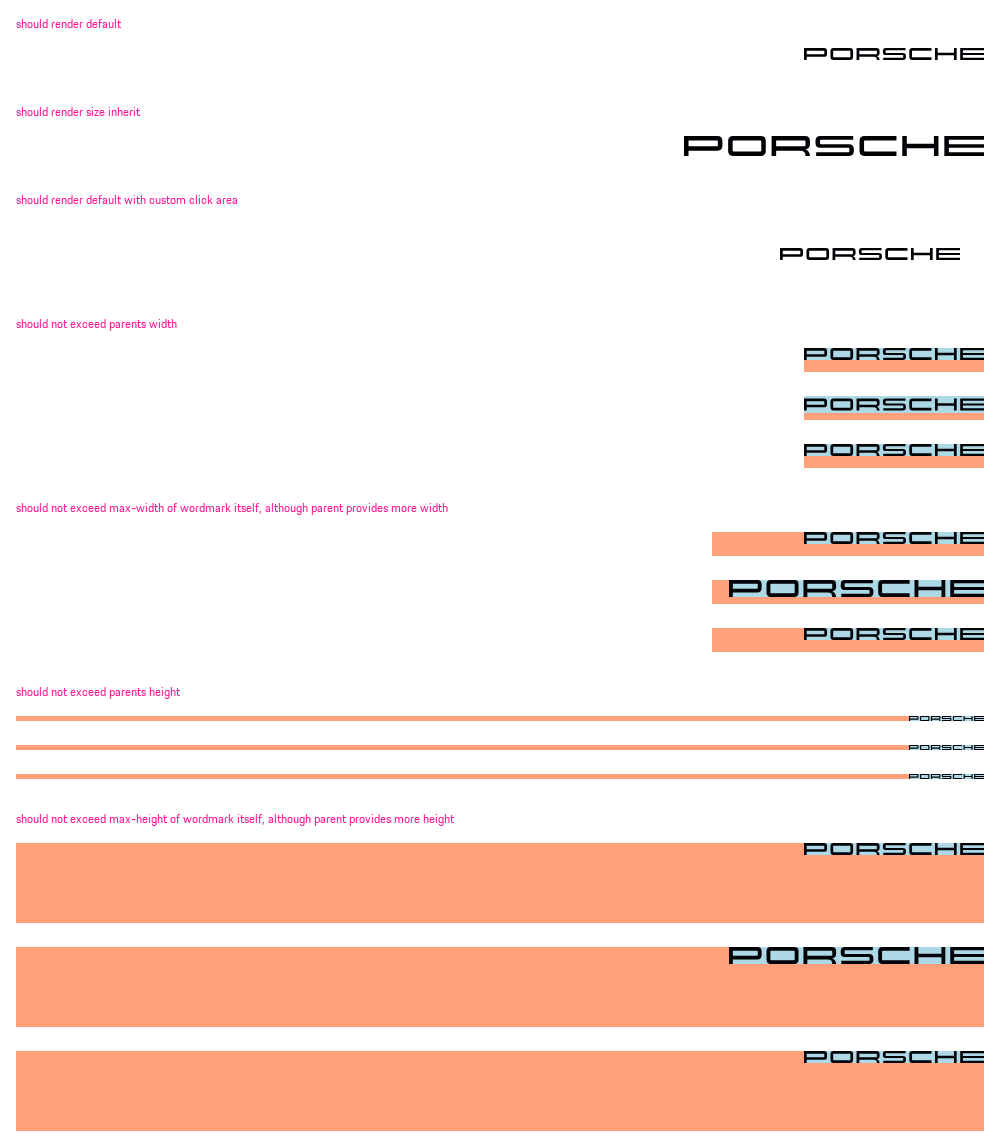 should render default
PORSCHE
should render size inherit
PORSCHE
should render default with custom click area
PORSCHE
should not exceed parents width
PORSCHE
PORSCHE
PORSCHE
should not exceed max-width of wordmark itself, although parent provides more width
PORSCHE
PORSCHE
PORSCHE
should not exceed parents height
PORSCHE
PORSCHE
PORSCHE
should not exceed max-height of wordmark itself, although parent provides more height
PORSCHE
PORSCHE
PORSCHE